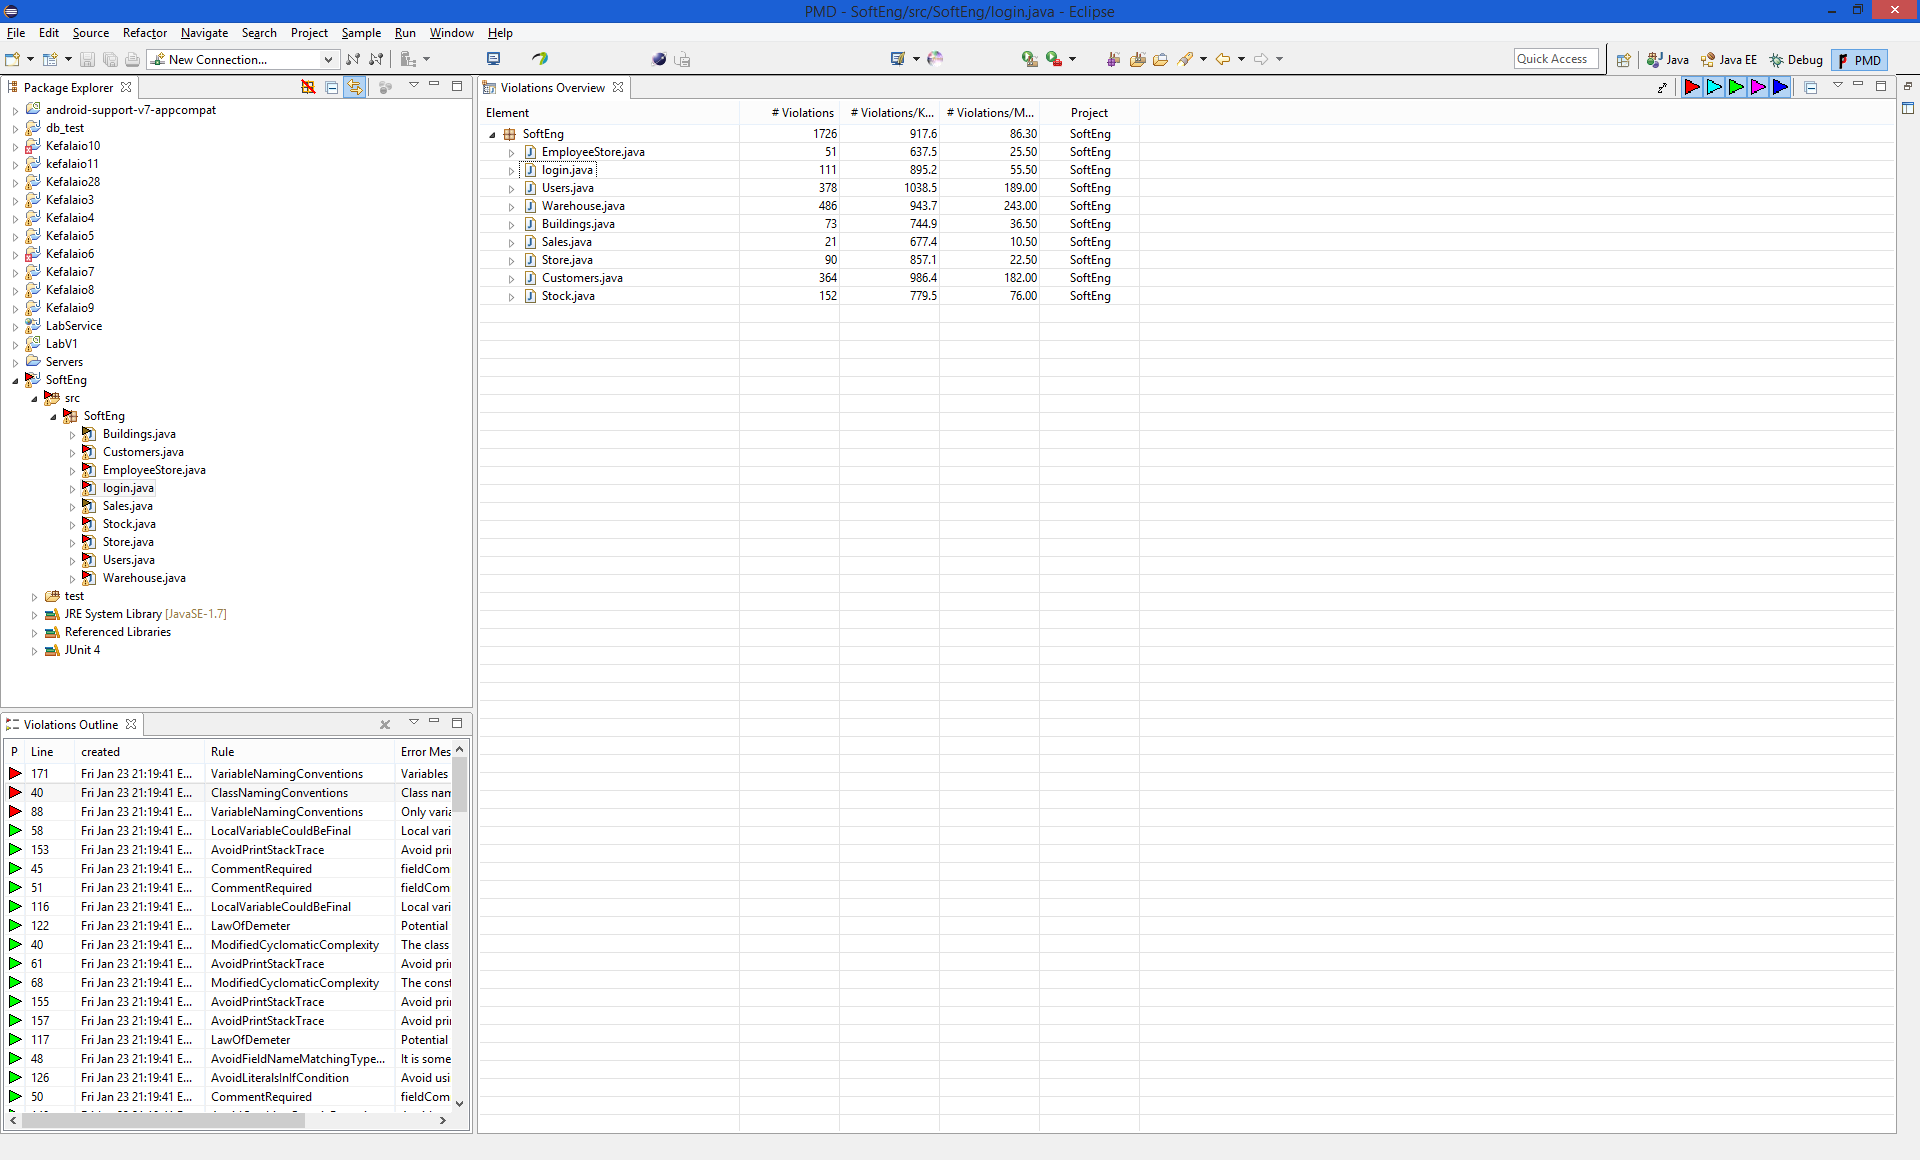 PMD - SoftEng/src/SoftEng/login.java - Eclipse
File Edit Source Refactor Navigate Search Project Sample Run Window Help
New Connection...
Quick Access
Java Java EE Debug PMD
Package Explorer
android-support-v7-appcompat
db_test
Kefalaio10
kefalaio11
Kefalaio28
Kefalaio3
Kefalaio4
Kefalaio5
Kefalaio6
Kefalaio7
Kefalaio8
Kefalaio9
LabService
LabV1
Servers
SoftEng
src
SoftEng
Buildings.java
Customers.java
EmployeeStore.java
login.java
Sales.java
Stock.java
Store.java
Users.java
Warehouse.java
test
JRE System Library [JavaSE-1.7]
Referenced Libraries
JUnit 4
Violations Overview
Element # Violations # Violations/K... # Violations/M... Project
SoftEng 1726 917.6 86.30 SoftEng
EmployeeStore.java 51 637.5 25.50 SoftEng
login.java 111 895.2 55.50 SoftEng
Users.java 378 1038.5 189.00 SoftEng
Warehouse.java 486 943.7 243.00 SoftEng
Buildings.java 73 744.9 36.50 SoftEng
Sales.java 21 677.4 10.50 SoftEng
Store.java 90 857.1 22.50 SoftEng
Customers.java 364 986.4 182.00 SoftEng
Stock.java 152 779.5 76.00 SoftEng
Violations Outline
P Line created Rule Error Mes
171 Fri Jan 23 21:19:41 E... VariableNamingConventions Variables
40 Fri Jan 23 21:19:41 E... ClassNamingConventions Class nam
88 Fri Jan 23 21:19:41 E... VariableNamingConventions Only varia
58 Fri Jan 23 21:19:41 E... LocalVariableCouldBeFinal Local vari
153 Fri Jan 23 21:19:41 E... AvoidPrintStackTrace Avoid prin
45 Fri Jan 23 21:19:41 E... CommentRequired fieldCom
51 Fri Jan 23 21:19:41 E... CommentRequired fieldCom
116 Fri Jan 23 21:19:41 E... LocalVariableCouldBeFinal Local vari
122 Fri Jan 23 21:19:41 E... LawOfDemeter Potential
40 Fri Jan 23 21:19:41 E... ModifiedCyclomaticComplexity The class
61 Fri Jan 23 21:19:41 E... AvoidPrintStackTrace Avoid prin
68 Fri Jan 23 21:19:41 E... ModifiedCyclomaticComplexity The const
155 Fri Jan 23 21:19:41 E... AvoidPrintStackTrace Avoid prin
157 Fri Jan 23 21:19:41 E... AvoidPrintStackTrace Avoid prin
117 Fri Jan 23 21:19:41 E... LawOfDemeter Potential
48 Fri Jan 23 21:19:41 E... AvoidFieldNameMatchingType... It is some
126 Fri Jan 23 21:19:41 E... AvoidLiteralsInIfCondition Avoid usi
50 Fri Jan 23 21:19:41 E... CommentRequired fieldCom